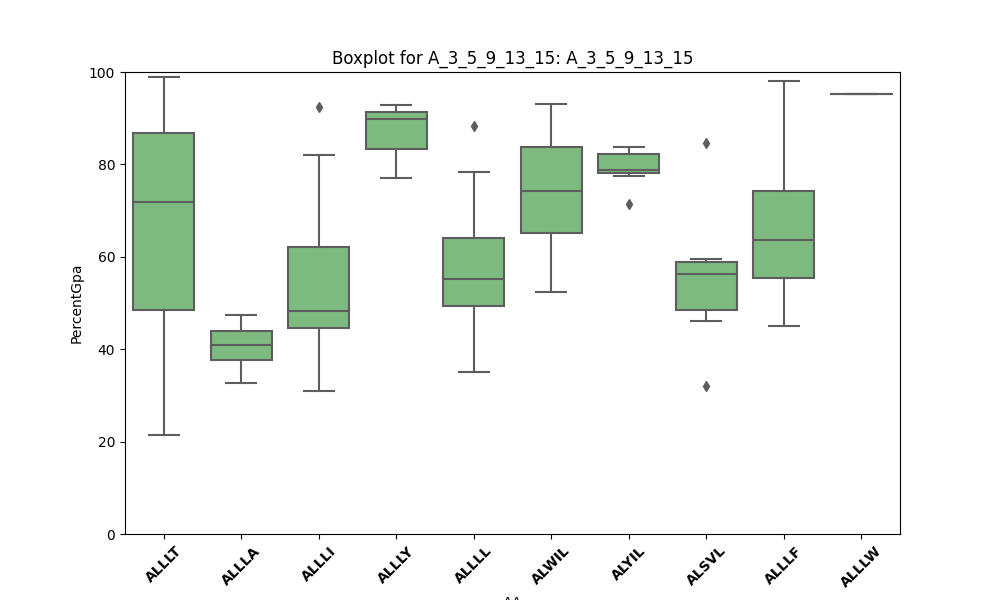 Boxplot for A_3_5_9_13_15: A_3_5_9_13_15
100
80
60
40
20
0
PercentGpa
ALLLT ALLLA ALLLI ALLLY ALLLL ALWIL ALYIL ALSVL ALLLF ALLLW